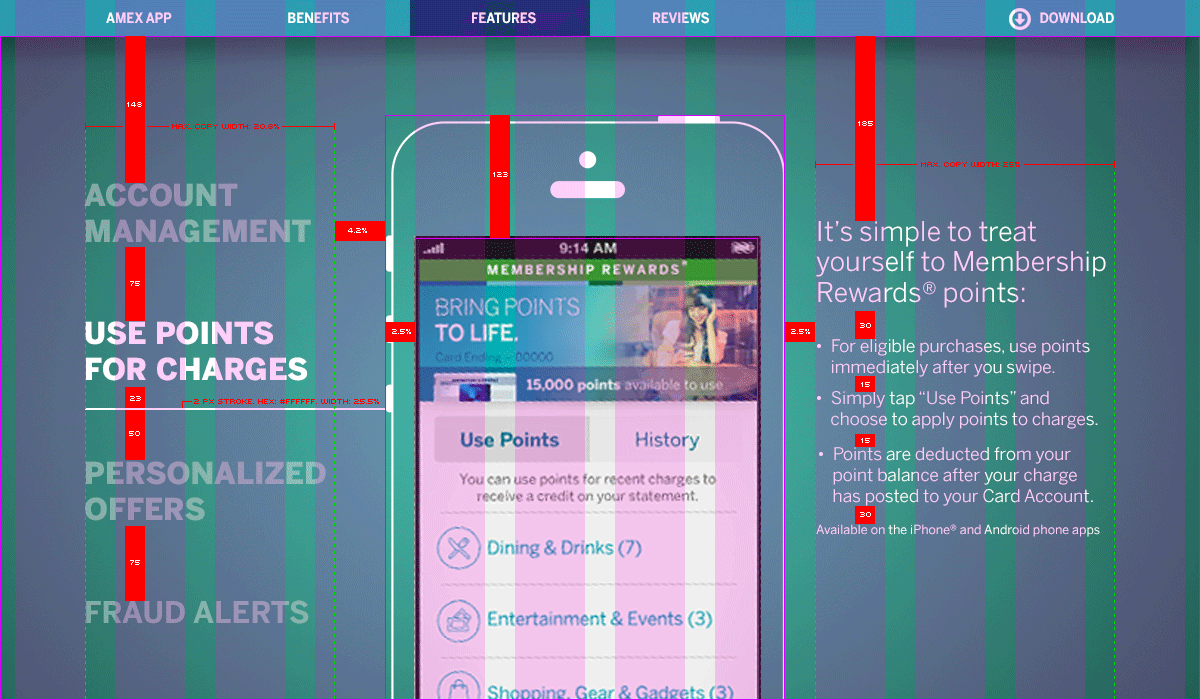 AMEX APP
BENEFITS
FEATURES
REVIEWS
DOWNLOAD
148
MAX. COPY WIDTH: 20.8%
ACCOUNT
MANAGEMENT
75
USE POINTS
FOR CHARGES
23
2 PX STROKE, HEX: #FFFFFF, WIDTH: 25.5%
50
PERSONALIZED
OFFERS
75
FRAUD ALERTS
4.2%
2.5%
123
9:14 AM
MEMBERSHIP REWARDS®
BRING POINTS
TO LIFE.
Card Ending – 00000
15,000 points available to use
Use Points
History
You can use points for recent charges to
receive a credit on your statement.
Dining & Drinks (7)
Entertainment & Events (3)
Shopping, Gear & Gadgets (3)
2.5%
185
MAX. COPY WIDTH: 25%
It's simple to treat
yourself to Membership
Rewards® points:
30
• For eligible purchases, use points
immediately after you swipe.
15
• Simply tap “Use Points” and
choose to apply points to charges.
15
• Points are deducted from your
point balance after your charge
has posted to your Card Account.
30
Available on the iPhone® and Android phone apps